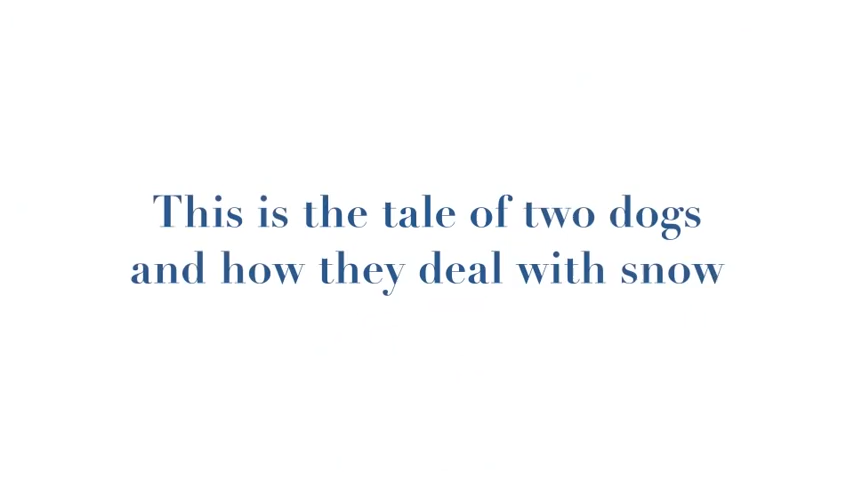 This is the tale of two dogs
and how they deal with snow